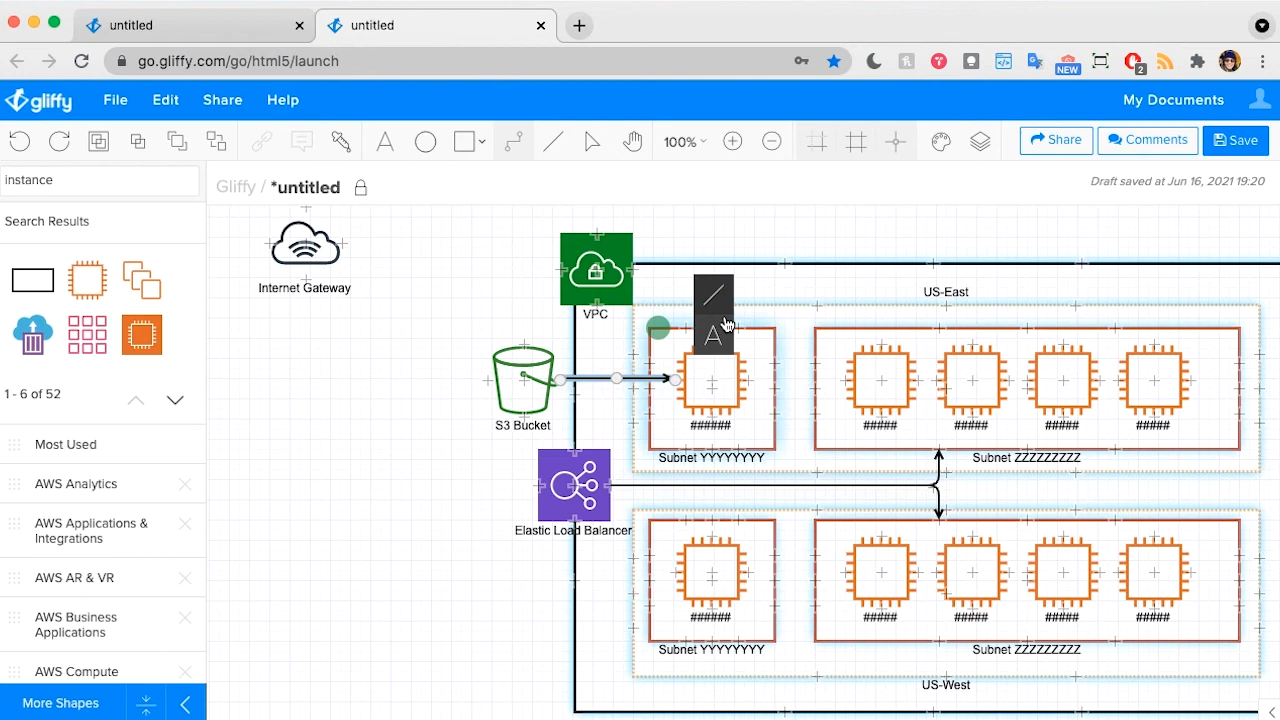 untitled
untitled
go.gliffy.com/go/html5/launch
NEW
2
gliffy
File
Edit
Share
Help
My Documents
A
100%
Share
Comments
Save
instance
Gliffy / *untitled
Draft saved at Jun 16, 2021 19:20
Search Results
1 - 6 of 52
Most Used
AWS Analytics
AWS Applications &
Integrations
AWS AR & VR
AWS Business
Applications
AWS Compute
More Shapes
Internet Gateway
VPC
US-East
A
S3 Bucket
######
#####
#####
#####
#####
Subnet YYYYYYYY
Subnet ZZZZZZZZZ
Elastic Load Balancer
######
#####
#####
#####
#####
Subnet YYYYYYYY
Subnet ZZZZZZZZZ
US-West